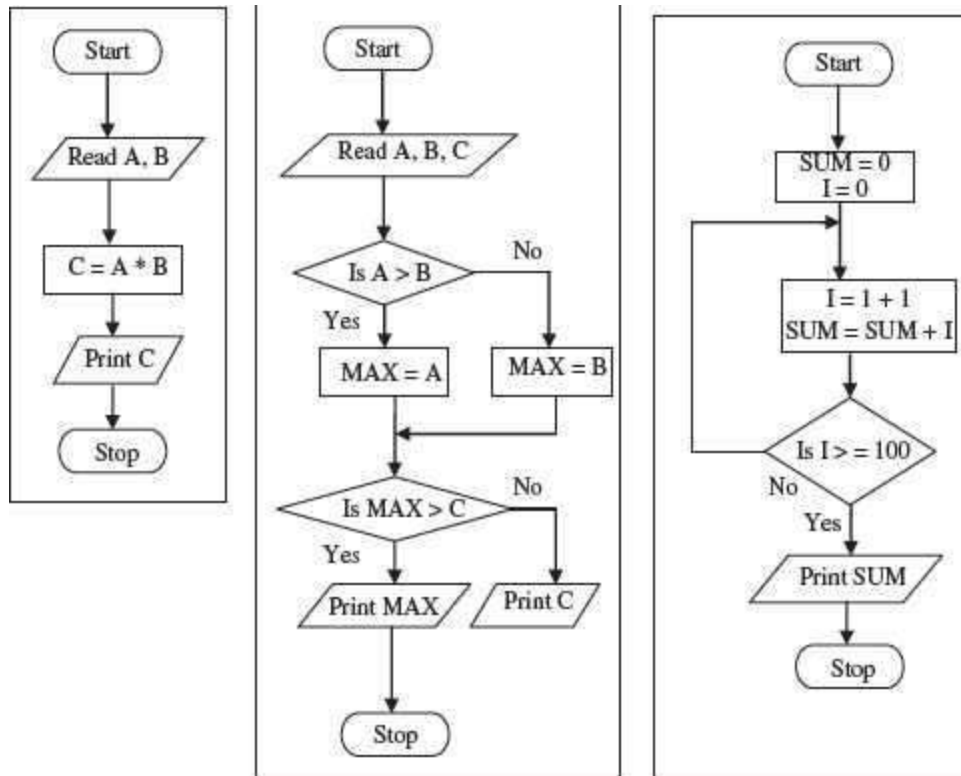 Start
Read A, B
C = A * B
Print C
Stop
Start
Read A, B, C
Is A > B
No
Yes
MAX = A
MAX = B
Is MAX > C
No
Yes
Print MAX
Print C
Stop
Start
SUM = 0
I = 0
I = 1 + 1
SUM = SUM + I
Is I > = 100
No
Yes
Print SUM
Stop